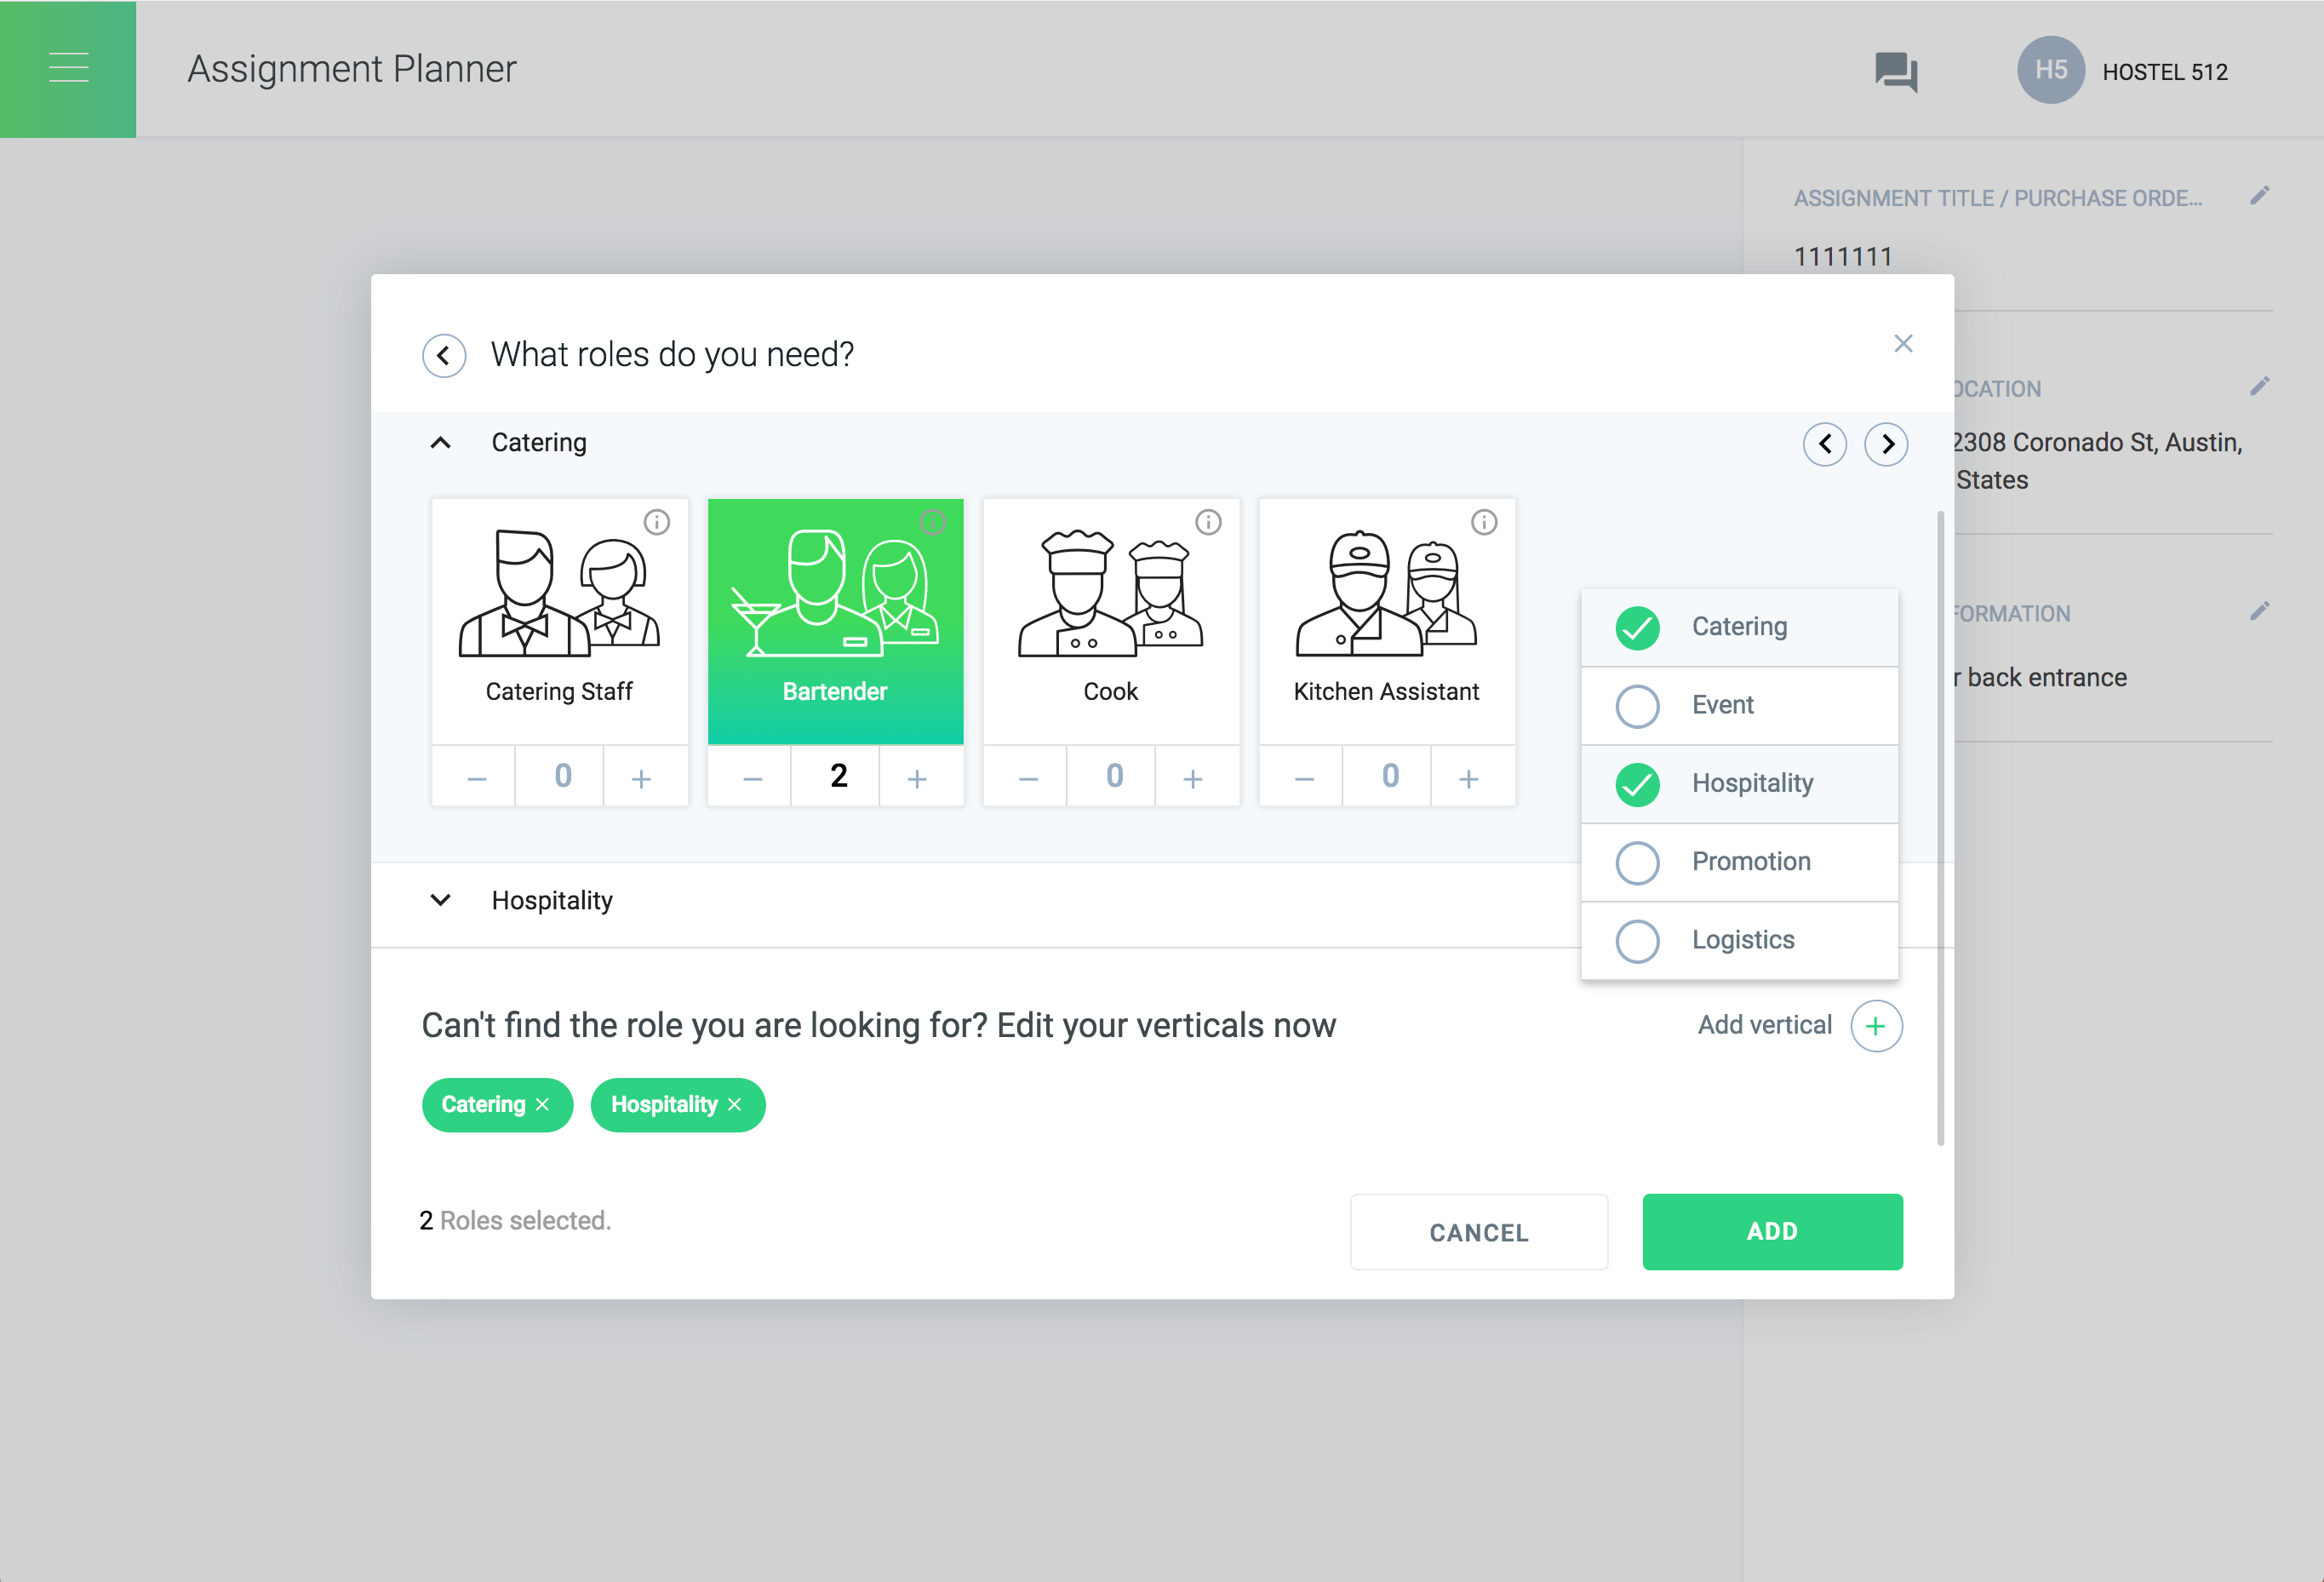 Assignment Planner
H5 HOSTEL 512
ASSIGNMENT TITLE / PURCHASE ORDE...
1111111
What roles do you need?
OCATION
2308 Coronado St, Austin,
States
FORMATION
r back entrance
Catering
Catering Staff
Bartender
Cook
Kitchen Assistant
0
2
0
0
Catering
Event
Hospitality
Promotion
Logistics
Hospitality
Can't find the role you are looking for? Edit your verticals now
Add vertical
Catering
Hospitality
2 Roles selected.
CANCEL
ADD